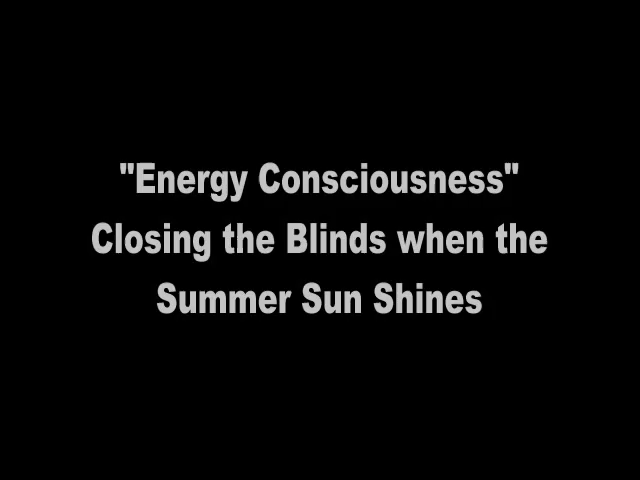 "Energy Consciousness"
Closing the Blinds when the
Summer Sun Shines